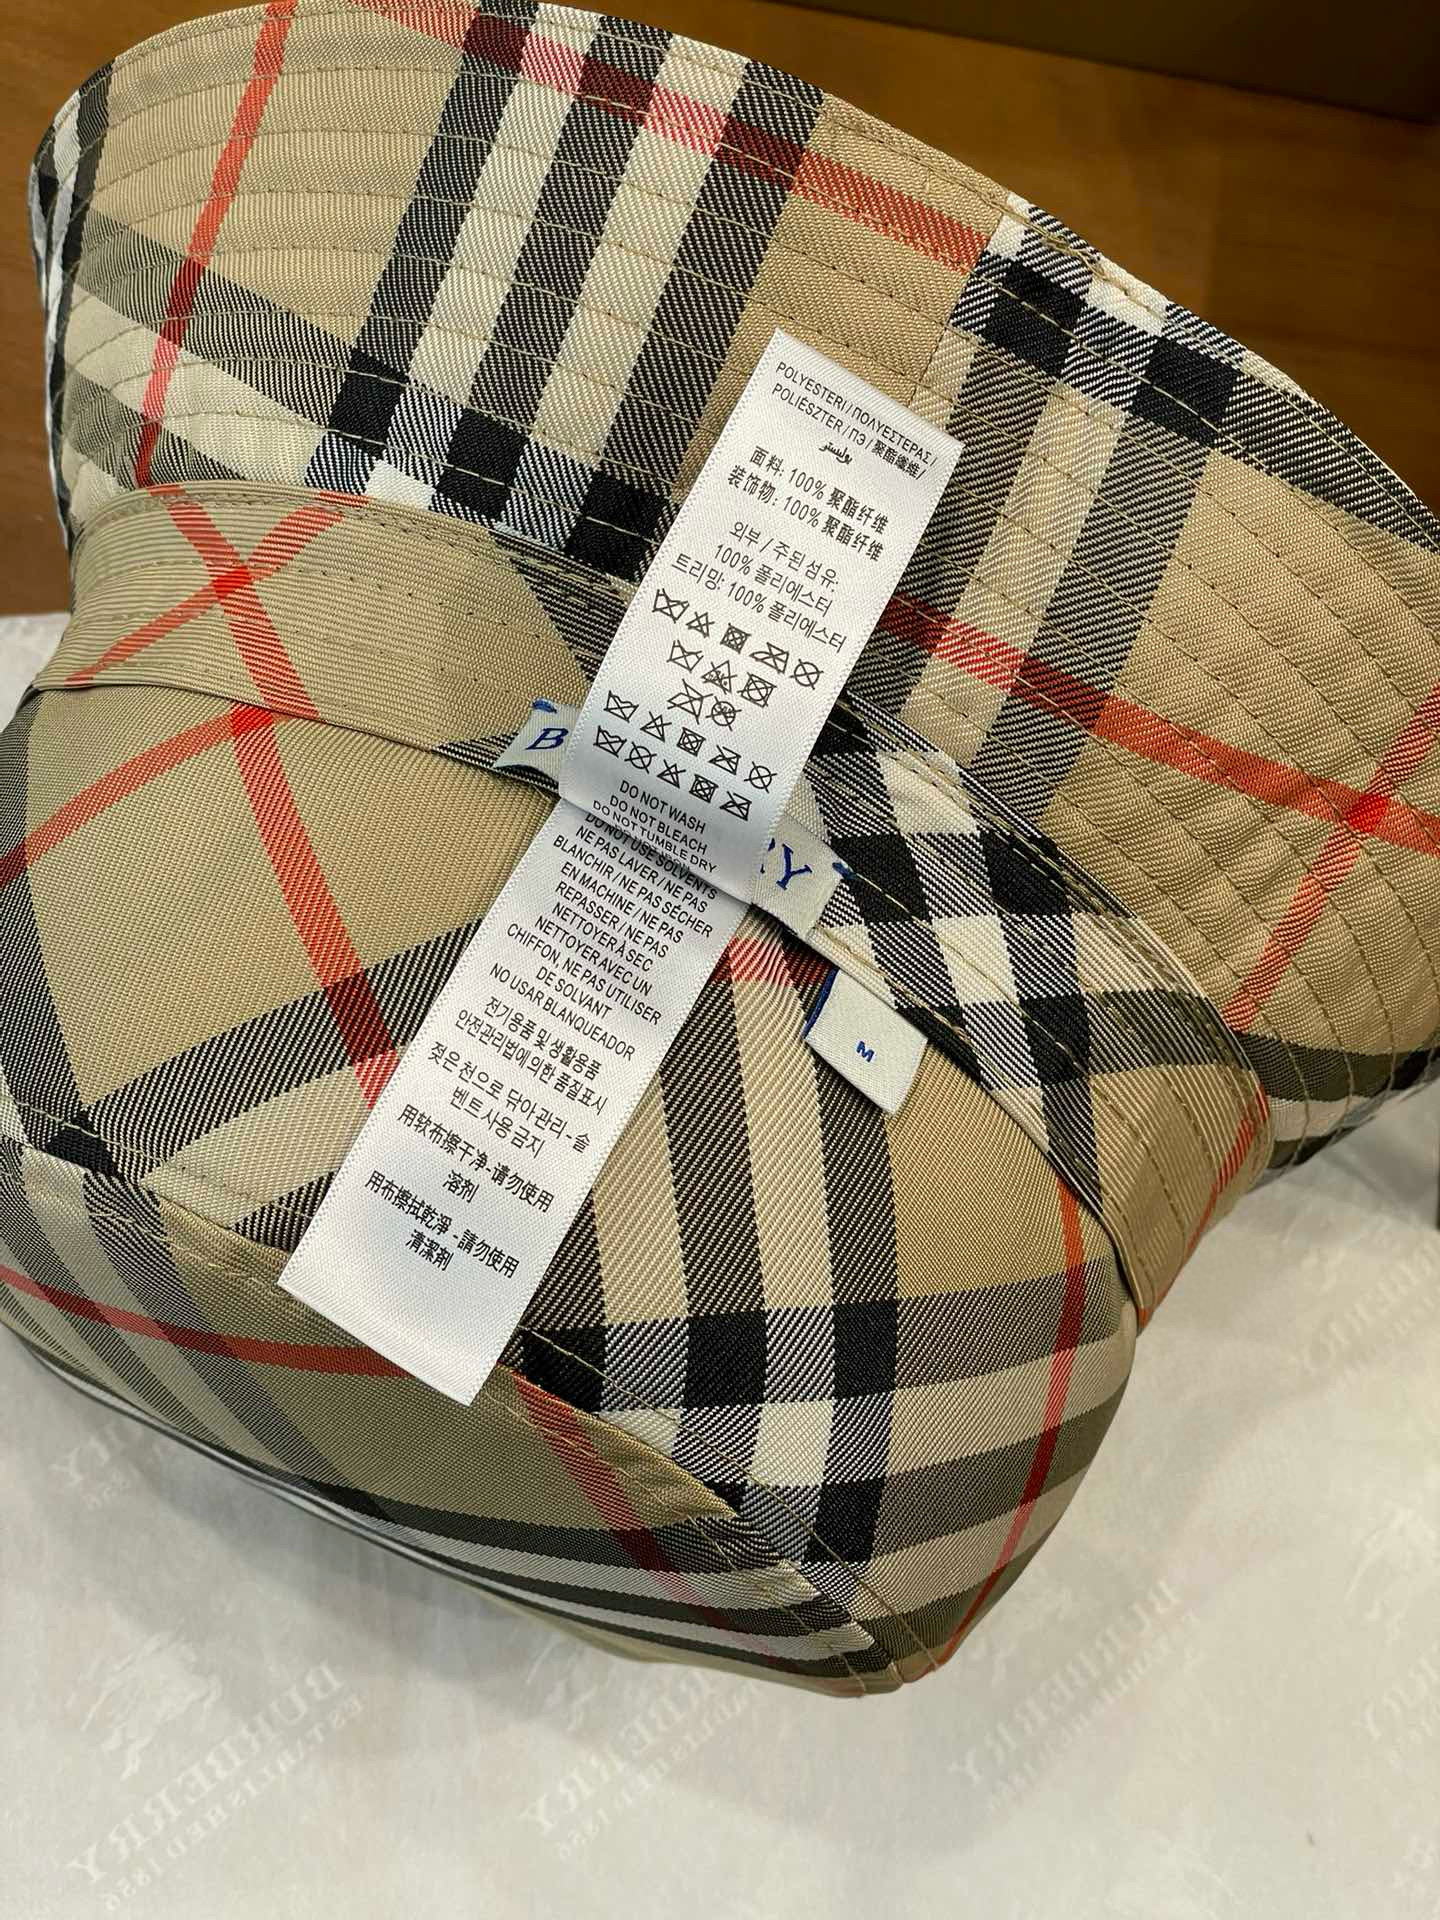 POLYESTERI / ΠΟΛΥΕΣΤΕΡΑΣ /
POLIÉSZTER / ПЭ / 聚酯纖維/
بوليستر
面料: 100% 聚酯纤维
装饰物: 100% 聚酯纤维
외부 / 주된 섬유:
100% 폴리에스터
트리밍: 100% 폴리에스터
DO NOT WASH
DO NOT BLEACH
DO NOT TUMBLE DRY
DO NOT USE SOLVENTS
NE PAS LAVER / NE PAS
BLANCHIR / NE PAS SÉCHER
EN MACHINE / NE PAS
REPASSER / NE PAS
NETTOYER À SEC
NETTOYER AVEC UN
CHIFFON, NE PAS UTILISER
DE SOLVANT
NO USAR BLANQUEADOR
전기용품 및 생활용품
안전관리법에 의한 품질표시
젖은 천으로 닦아 관리 - 솔
벤트 사용 금지
用软布擦干净-请勿使用
溶剂
用布擦拭乾淨 - 請勿使用
清潔劑
B
RY
M
BURBERRY
ESTABLISHED 1856